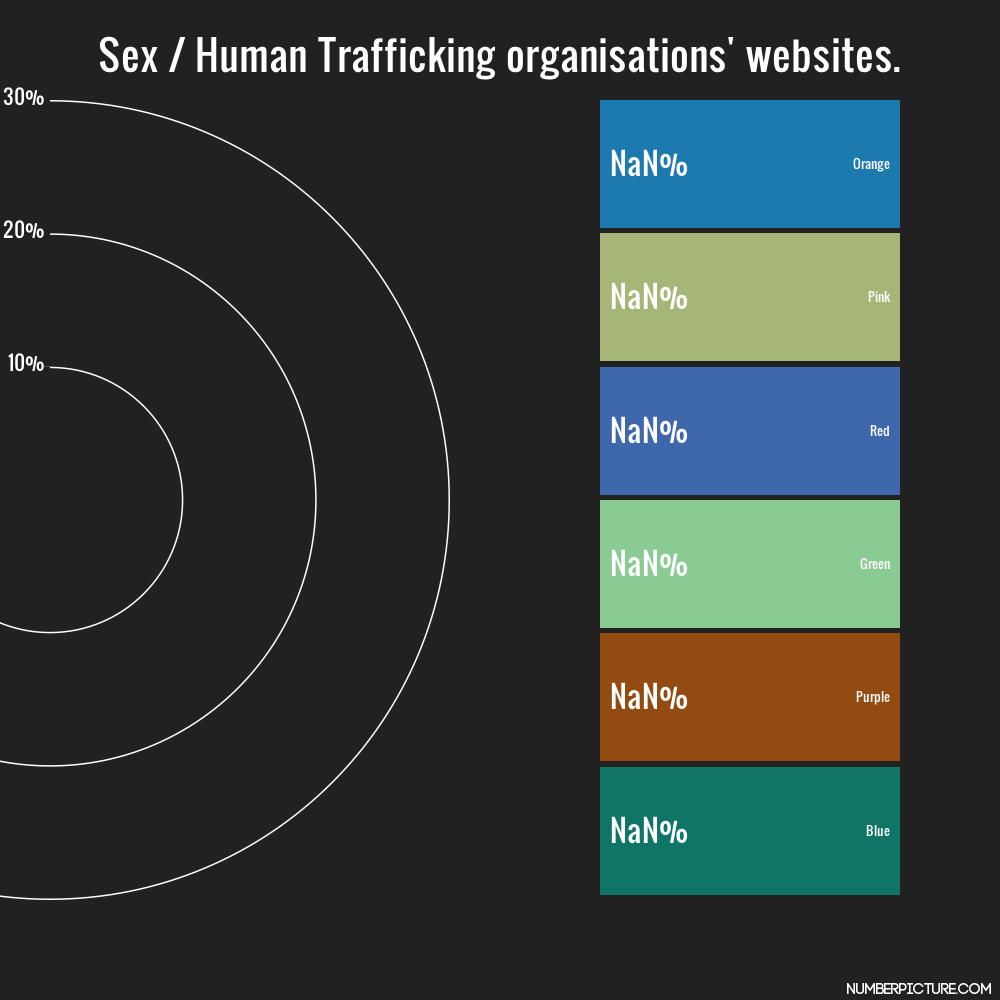 Sex / Human Trafficking organisations' websites.
30%
20%
10%
NaN% Orange
NaN% Pink
NaN% Red
NaN% Green
NaN% Purple
NaN% Blue
NUMBERPICTURE.COM